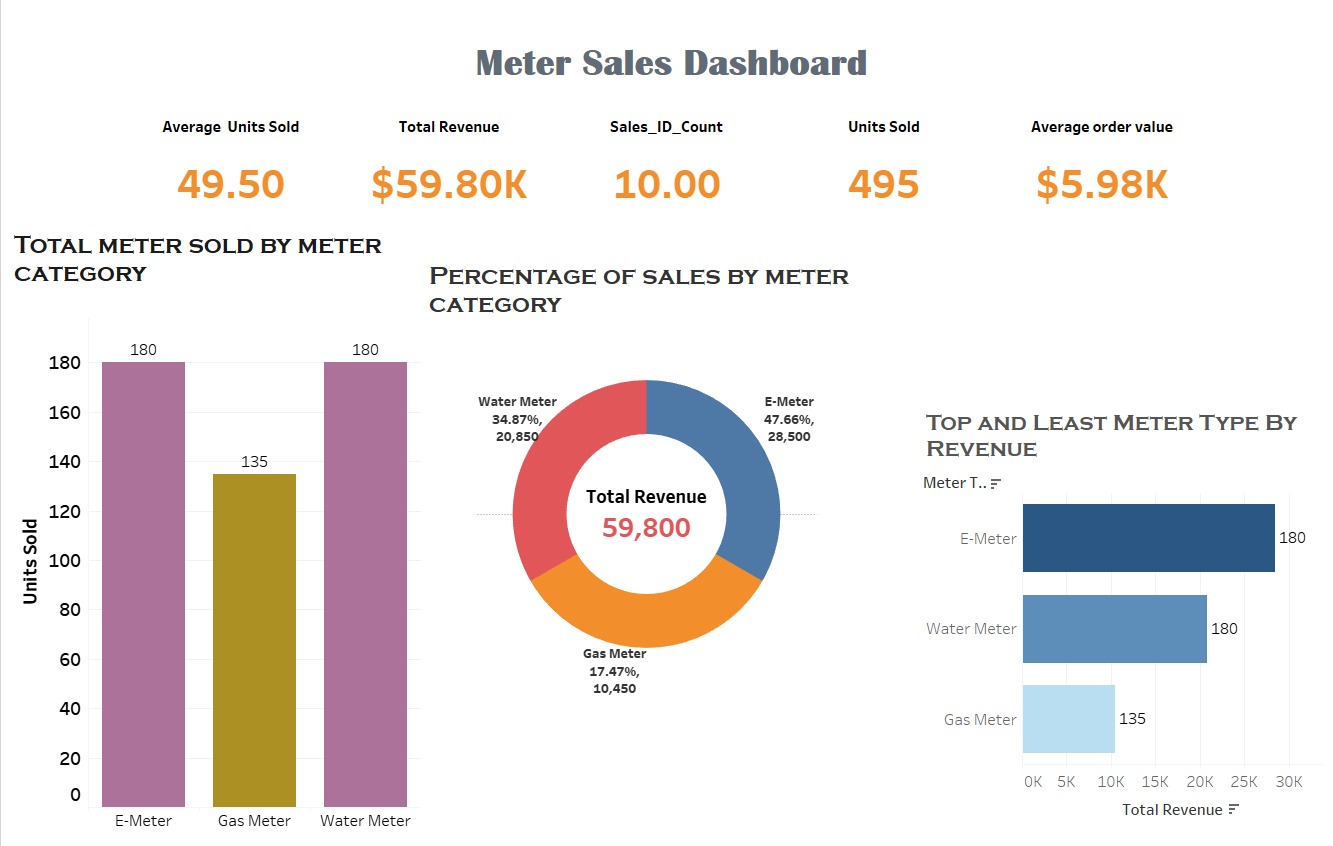 Meter Sales Dashboard
Average  Units Sold
49.50
Total Revenue
$59.80K
Sales_ID_Count
10.00
Units Sold
495
Average order value
$5.98K
Total meter sold by meter
category
Units Sold
180
160
140
120
100
80
60
40
20
0
180
135
180
E-Meter
Gas Meter
Water Meter
Percentage of sales by meter
category
Water Meter
34.87%,
20,850
E-Meter
47.66%,
28,500
Total Revenue
59,800
Gas Meter
17.47%,
10,450
Top and Least Meter Type By
Revenue
Meter T..
E-Meter
180
Water Meter
180
Gas Meter
135
0K 5K 10K 15K 20K 25K 30K
Total Revenue